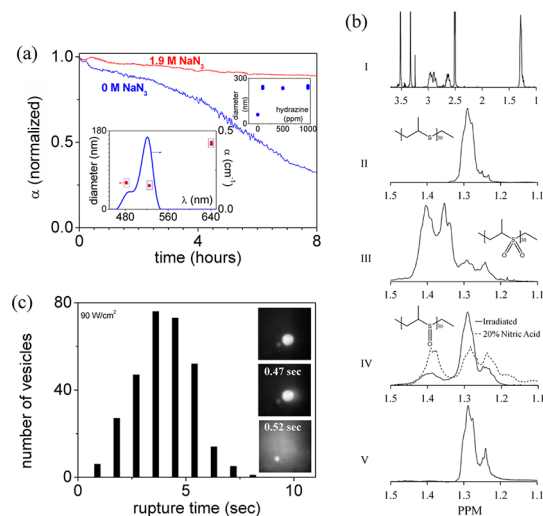 (a)
1.0
0.5
0.0
α (normalized)
1.9 M NaN3
0 M NaN3
300
0
diameter (nm)
hydrazine
(ppm)
0 500 1000
180
0
diameter (nm)
0.5
0.0
α (cm-1)
λ (nm)
480 560 640
0 4 8
time (hours)
(b)
I
3.5 3 2.5 2 1.5 1
II
S
30
1.5 1.4 1.3 1.2 1.1
III
S
30
O O
1.5 1.4 1.3 1.2 1.1
IV
S
30
O
Irradiated
20% Nitric Acid
1.5 1.4 1.3 1.2 1.1
V
1.5 1.4 1.3 1.2 1.1
PPM
(c)
80
40
0
number of vesicles
90 W/cm2
0.47 sec
0.52 sec
0 5 10
rupture time (sec)